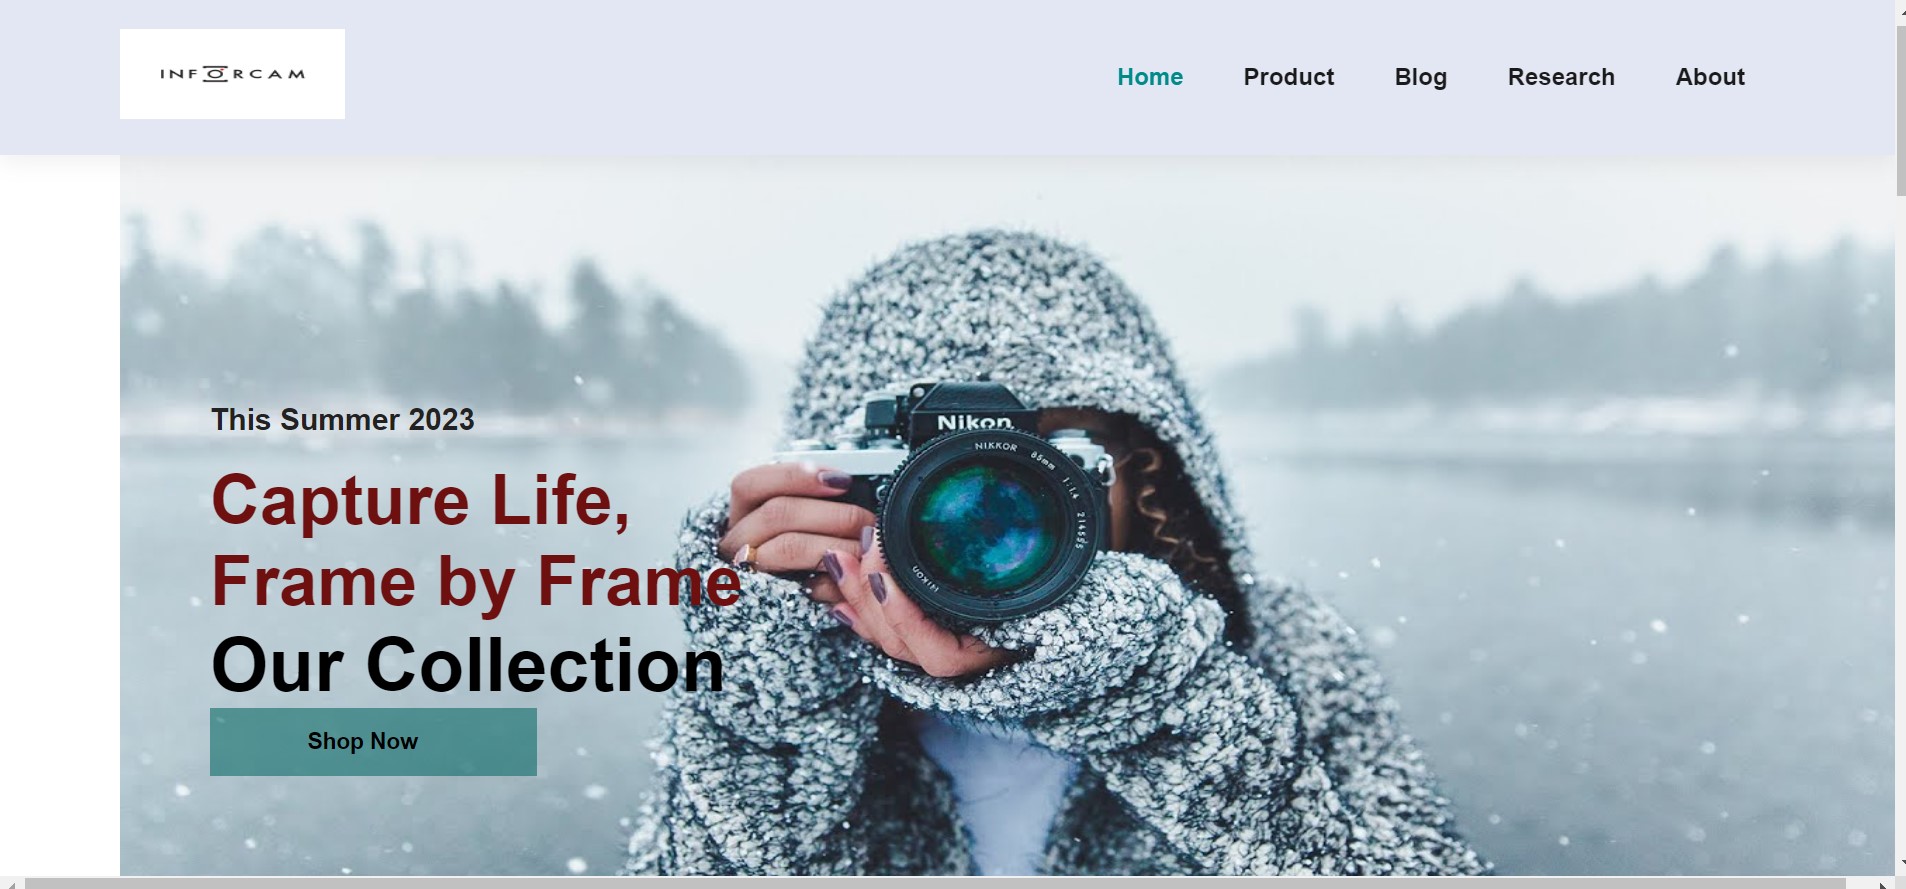 INFORCAM
Home
Product
Blog
Research
About
This Summer 2023
Capture Life,
Frame by Frame
Our Collection
Shop Now
Nikon
NIKKOR 85mm 1:1.4 214585
NIKON